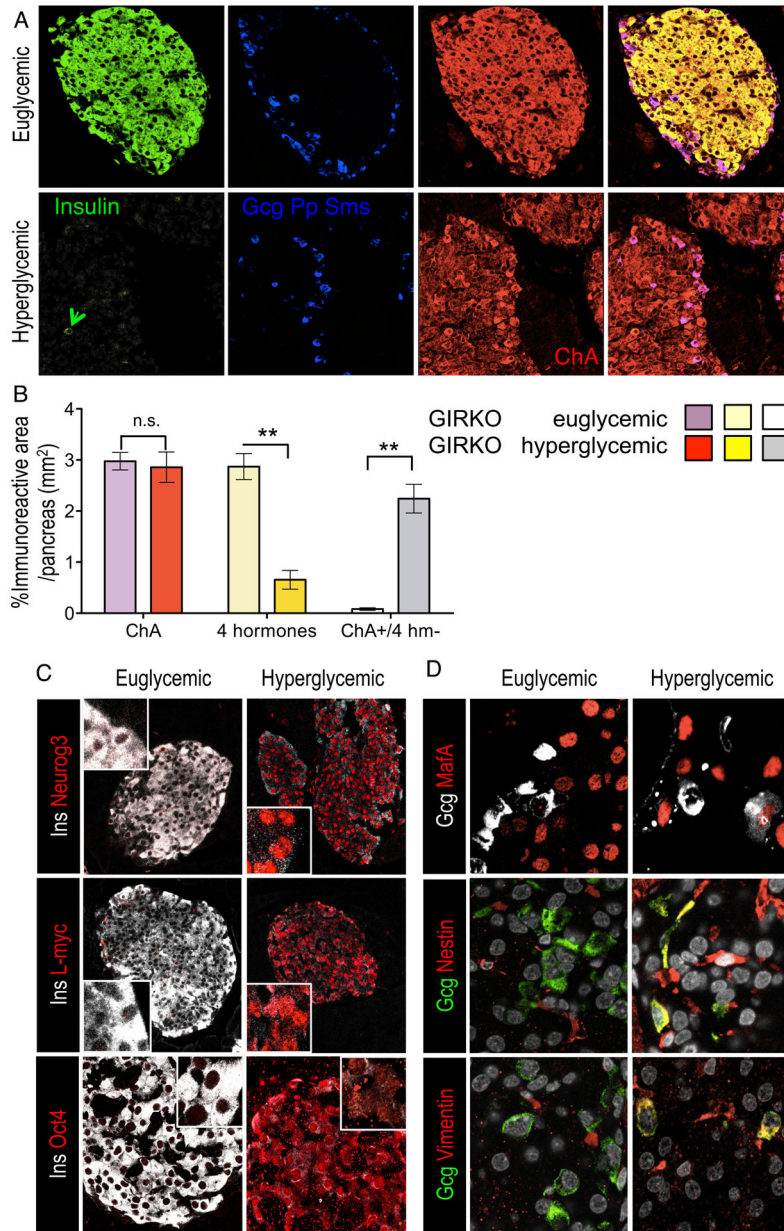 A
Euglycemic
Hyperglycemic
Insulin
Gcg Pp Sms
ChA
B
%Immunoreactive area
/pancreas (mm²)
4
3
2
1
0
n.s.
**
**
ChA
4 hormones
ChA+/4 hm-
GIRKO euglycemic
GIRKO hyperglycemic
C
Euglycemic
Hyperglycemic
Ins Neurog3
Ins L-myc
Ins Oct4
D
Euglycemic
Hyperglycemic
Gcg MafA
Gcg Nestin
Gcg Vimentin